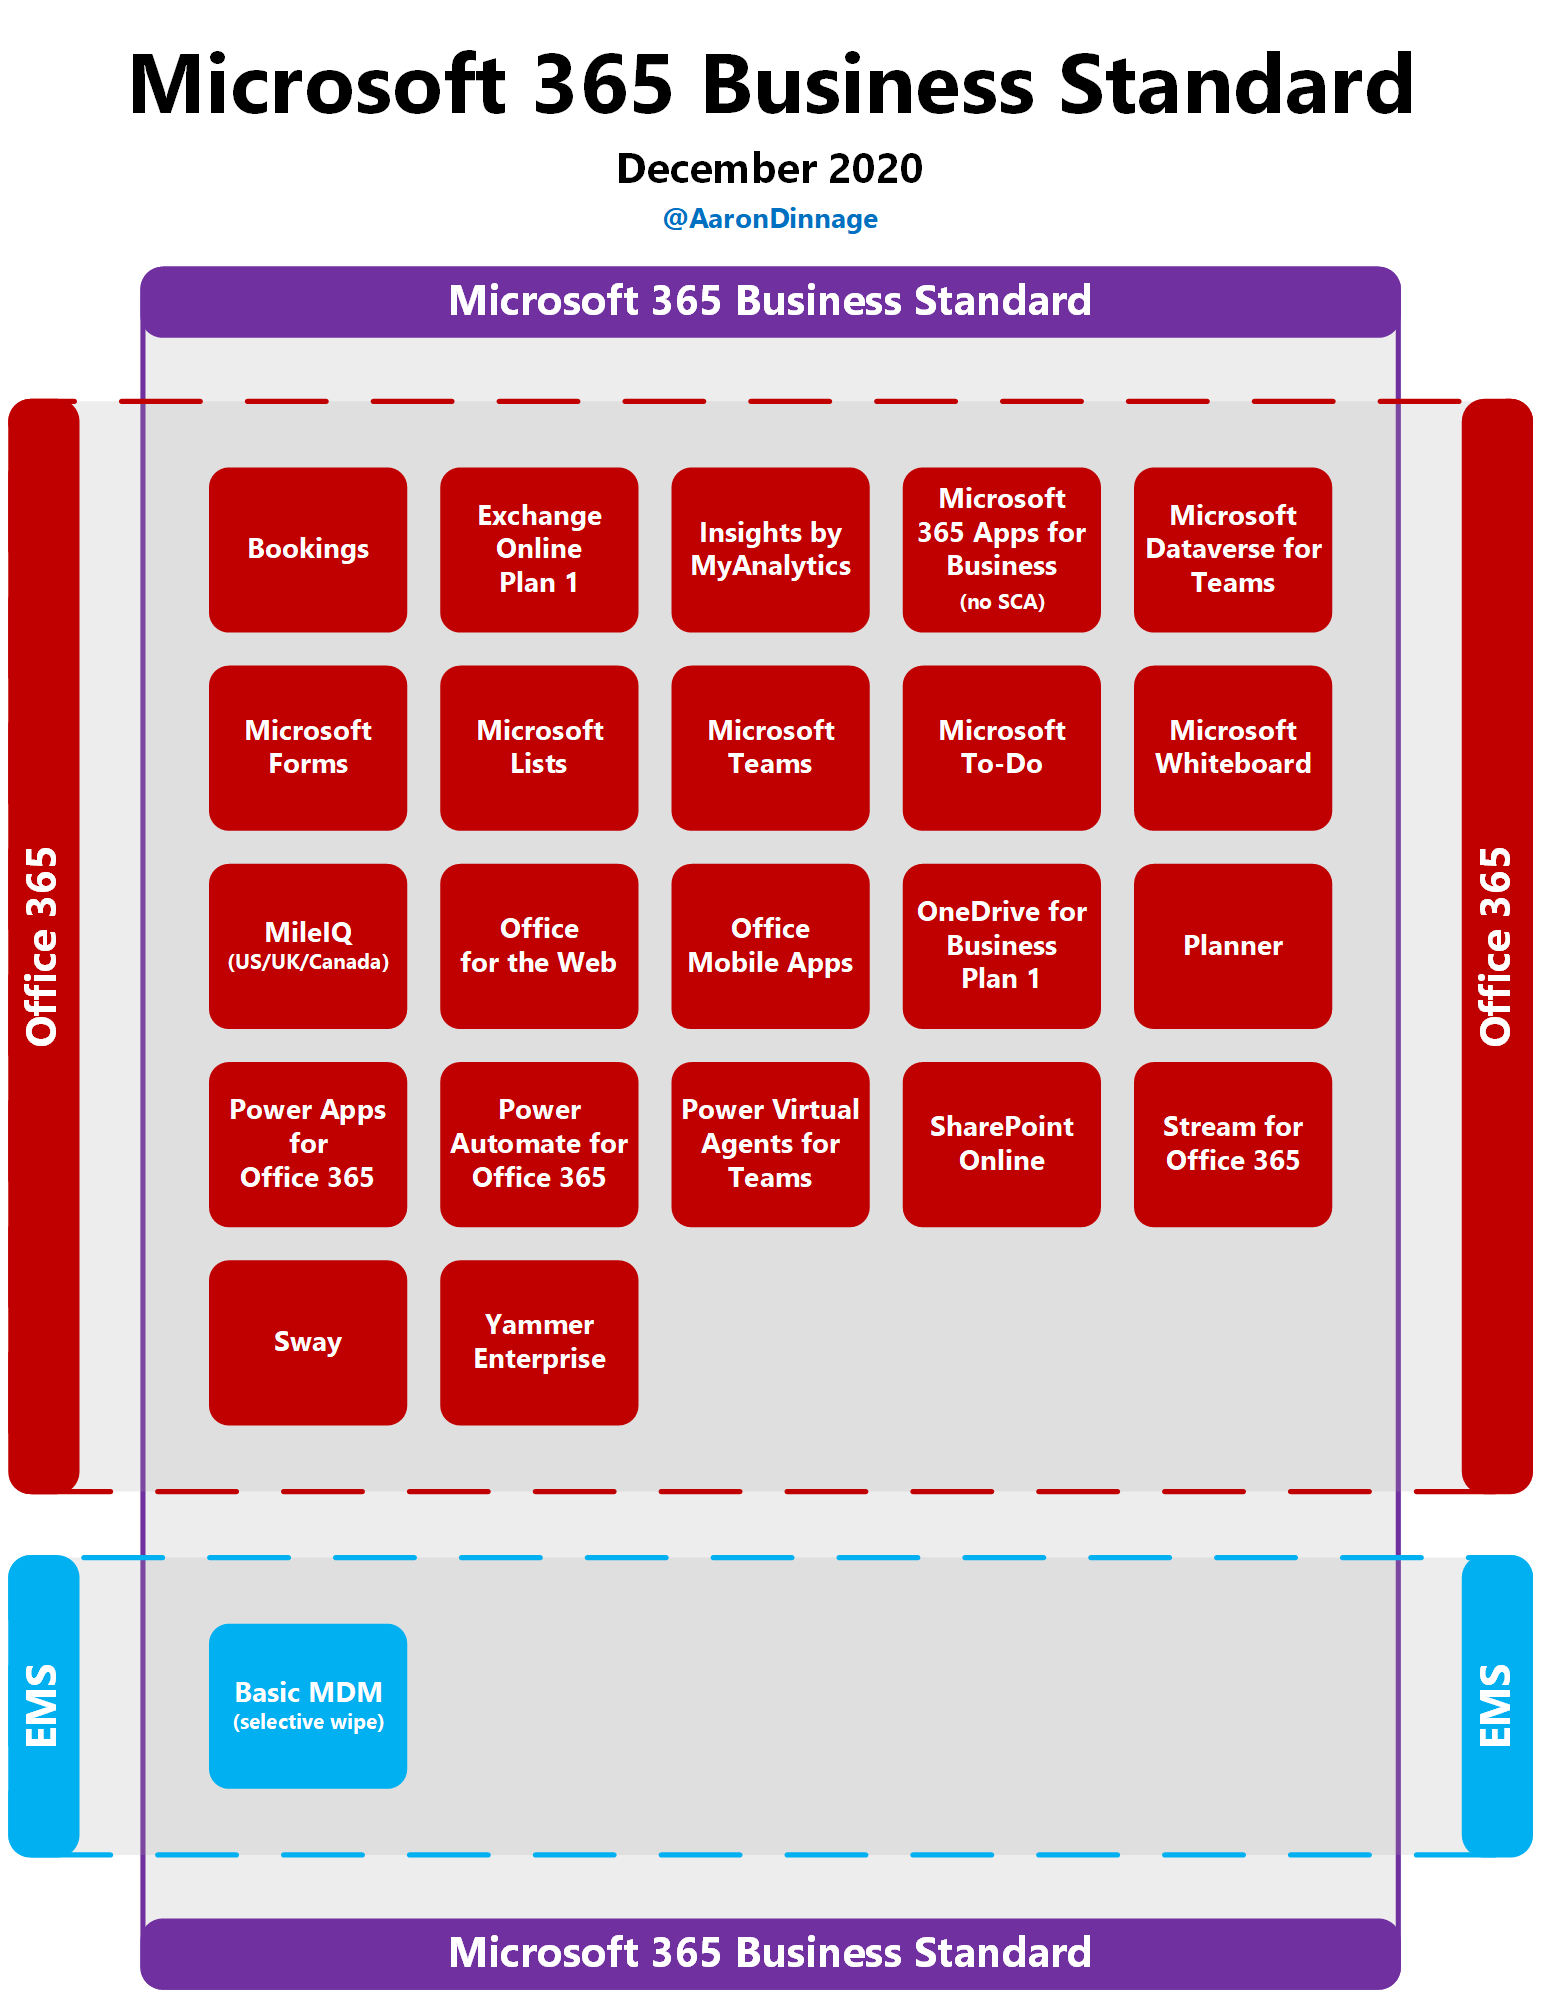 Microsoft 365 Business Standard
December 2020
@AaronDinnage
Microsoft 365 Business Standard
Office 365
Bookings
Exchange
Online
Plan 1
Insights by
MyAnalytics
Microsoft
365 Apps for
Business
(no SCA)
Microsoft
Dataverse for
Teams
Microsoft
Forms
Microsoft
Lists
Microsoft
Teams
Microsoft
To-Do
Microsoft
Whiteboard
MileIQ
(US/UK/Canada)
Office
for the Web
Office
Mobile Apps
OneDrive for
Business
Plan 1
Planner
Power Apps
for
Office 365
Power
Automate for
Office 365
Power Virtual
Agents for
Teams
SharePoint
Online
Stream for
Office 365
Sway
Yammer
Enterprise
Office 365
EMS
Basic MDM
(selective wipe)
EMS
Microsoft 365 Business Standard